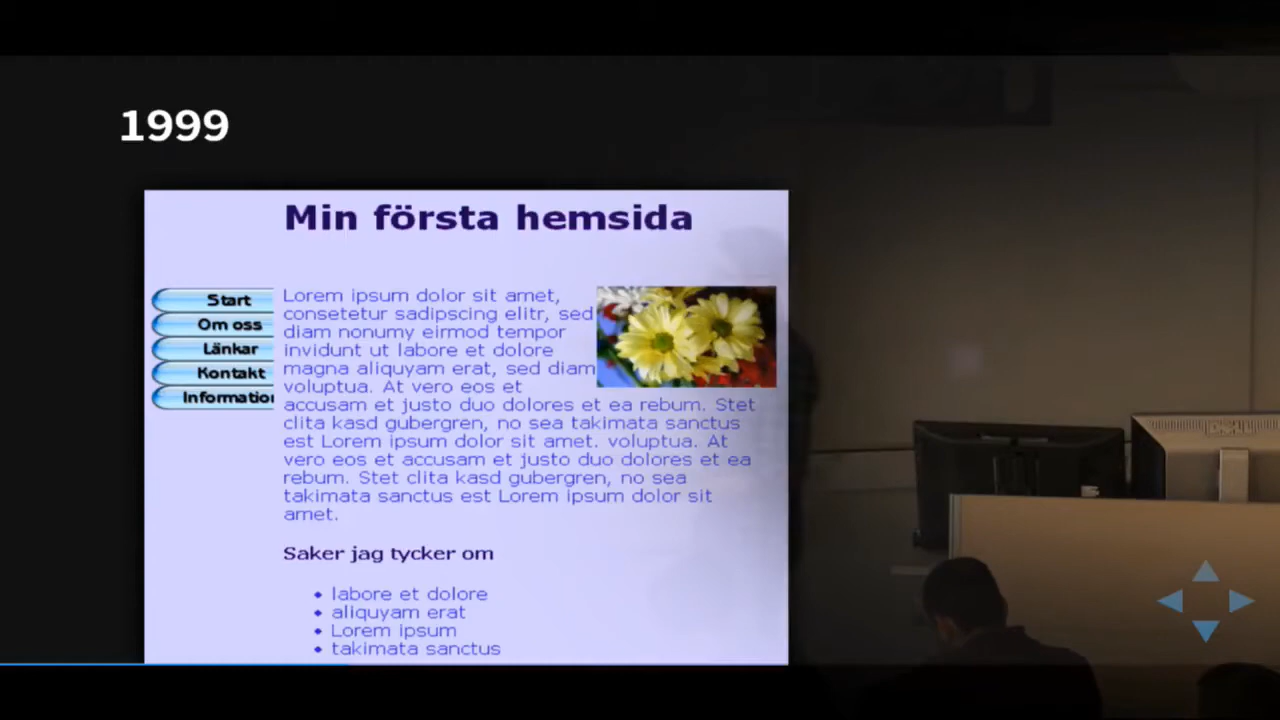 1999
Min första hemsida
Start
Om oss
Länkar
Kontakt
Information
Lorem ipsum dolor sit amet,
consetetur sadipscing elitr, sed
diam nonumy eirmod tempor
invidunt ut labore et dolore
magna aliquyam erat, sed diam
voluptua. At vero eos et
accusam et justo duo dolores et ea rebum. Stet
clita kasd gubergren, no sea takimata sanctus
est Lorem ipsum dolor sit amet. voluptua. At
vero eos et accusam et justo duo dolores et ea
rebum. Stet clita kasd gubergren, no sea
takimata sanctus est Lorem ipsum dolor sit
amet.
Saker jag tycker om
labore et dolore
aliquyam erat
Lorem ipsum
takimata sanctus
DELL